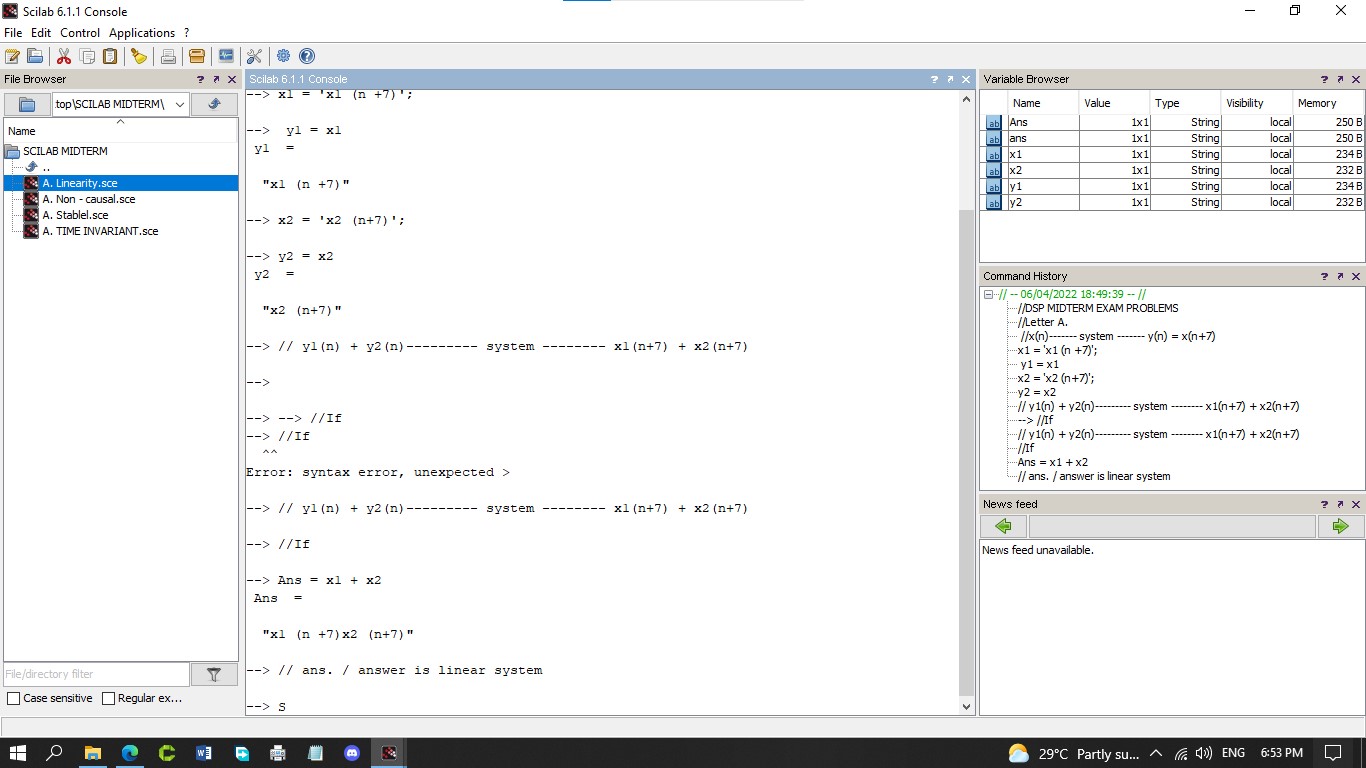 Scilab 6.1.1 Console
File Edit Control Applications ?
File Browser ? ↗ ×
top\SCILAB MIDTERM\
Name
SCILAB MIDTERM
..
A. Linearity.sce
A. Non - causal.sce
A. Stablel.sce
A. TIME INVARIANT.sce
File/directory filter
Case sensitive Regular ex...
Scilab 6.1.1 Console ? ↗ ×
--> x1 = 'x1 (n +7)';
-->  y1 = x1
y1  =
"x1 (n +7)"
--> x2 = 'x2 (n+7)';
--> y2 = x2
y2  =
"x2 (n+7)"
--> // y1(n) + y2(n)--------- system -------- x1(n+7) + x2(n+7)
-->
--> --> //If
--> //If
^^
Error: syntax error, unexpected >
--> // y1(n) + y2(n)--------- system -------- x1(n+7) + x2(n+7)
--> //If
--> Ans = x1 + x2
Ans  =
"x1 (n +7)x2 (n+7)"
--> // ans. / answer is linear system
--> S
Variable Browser ? ↗ ×
Name Value Type Visibility Memory
Ans 1x1 String local 250 B
ans 1x1 String local 250 B
x1 1x1 String local 234 B
x2 1x1 String local 232 B
y1 1x1 String local 234 B
y2 1x1 String local 232 B
Command History ? ↗ ×
// -- 06/04/2022 18:49:39 -- //
//DSP MIDTERM EXAM PROBLEMS
//Letter A.
//x(n)------- system ------- y(n) = x(n+7)
x1 = 'x1 (n +7)';
y1 = x1
x2 = 'x2 (n+7)';
y2 = x2
// y1(n) + y2(n)--------- system -------- x1(n+7) + x2(n+7)
--> //If
// y1(n) + y2(n)--------- system -------- x1(n+7) + x2(n+7)
//If
Ans = x1 + x2
// ans. / answer is linear system
News feed ? ↗ ×
News feed unavailable.
29°C Partly su... ENG 6:53 PM